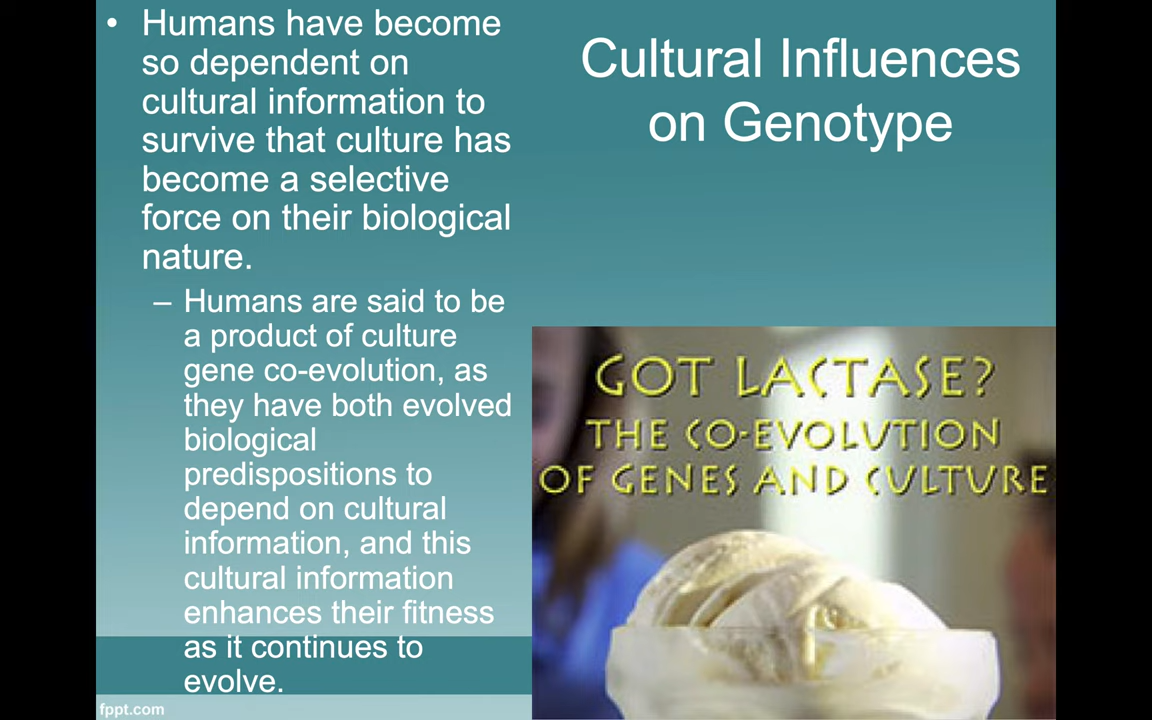 • Humans have become
so dependent on
cultural information to
survive that culture has
become a selective
force on their biological
nature.
– Humans are said to be
a product of culture
gene co-evolution, as
they have both evolved
biological
predispositions to
depend on cultural
information, and this
cultural information
enhances their fitness
as it continues to
evolve.
Cultural Influences
on Genotype
GOT LACTASE?
THE CO-EVOLUTION
OF GENES AND CULTURE
fppt.com